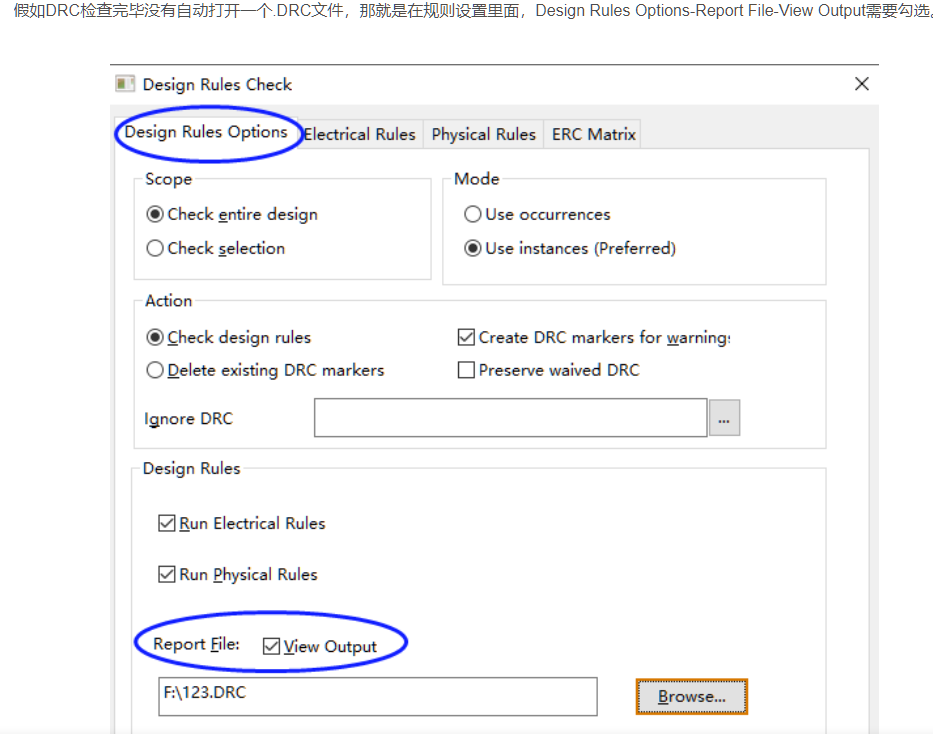 假如DRC检查完毕没有自动打开一个.DRC文件，那就是在规则设置里面，Design Rules Options-Report File-View Output需要勾选
Design Rules Check
Design Rules Options Electrical Rules Physical Rules ERC Matrix
Scope Mode
Check entire design Use occurrences
Check selection Use instances (Preferred)
Action
Check design rules Create DRC markers for warning
Delete existing DRC markers Preserve waived DRC
Ignore DRC ...
Design Rules
Run Electrical Rules
Run Physical Rules
Report File: View Output
F:\123.DRC Browse...